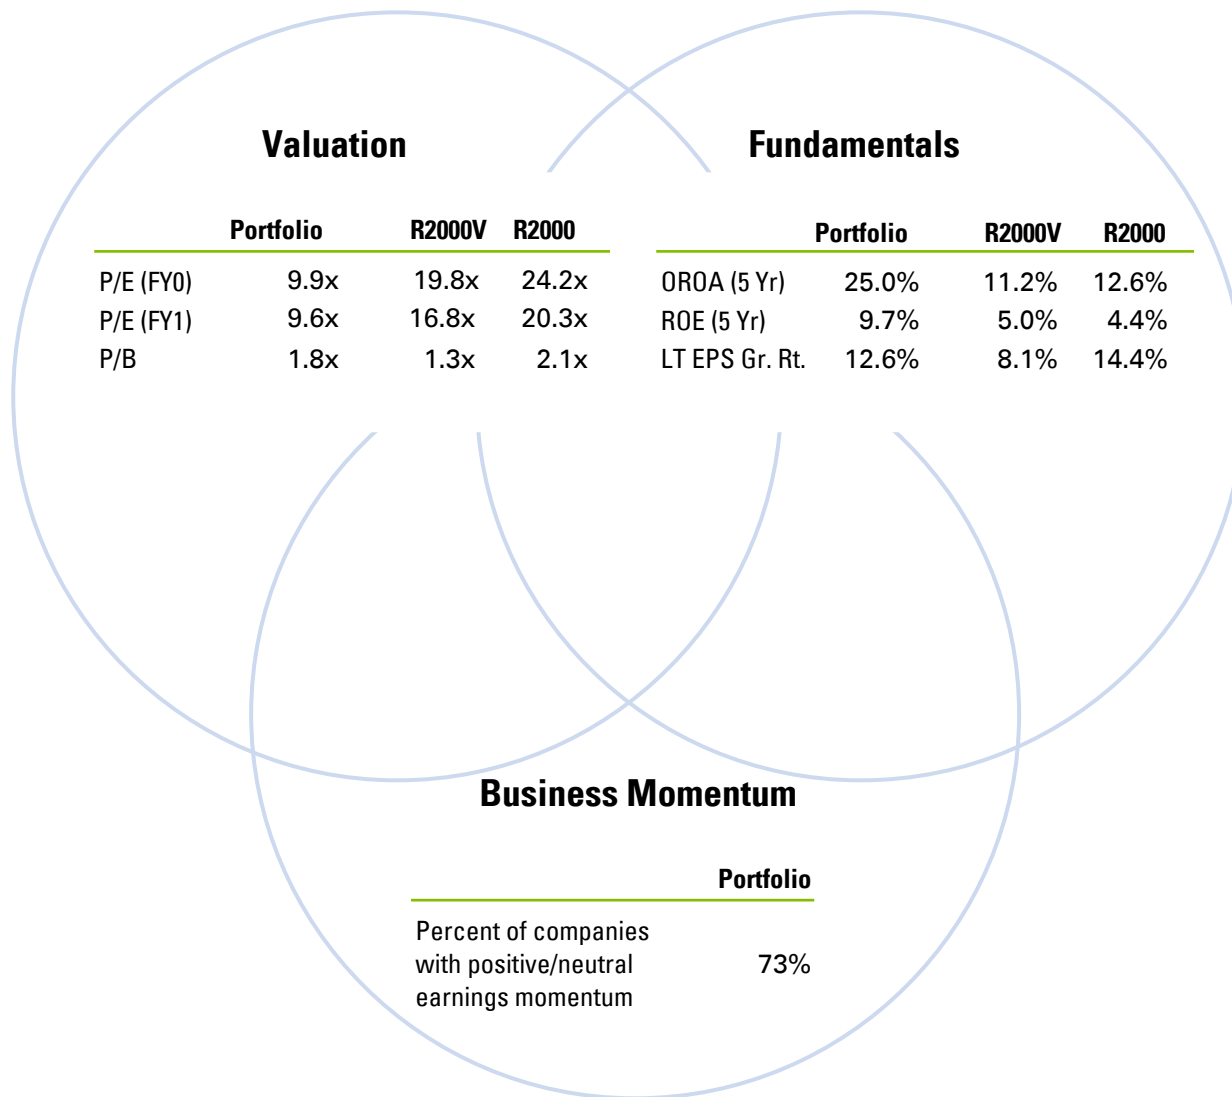 Valuation
Portfolio R2000V R2000
P/E (FY0) 9.9x 19.8x 24.2x
P/E (FY1) 9.6x 16.8x 20.3x
P/B 1.8x 1.3x 2.1x
Fundamentals
Portfolio R2000V R2000
OROA (5 Yr) 25.0% 11.2% 12.6%
ROE (5 Yr) 9.7% 5.0% 4.4%
LT EPS Gr. Rt. 12.6% 8.1% 14.4%
Business Momentum
Portfolio
Percent of companies
with positive/neutral 73%
earnings momentum